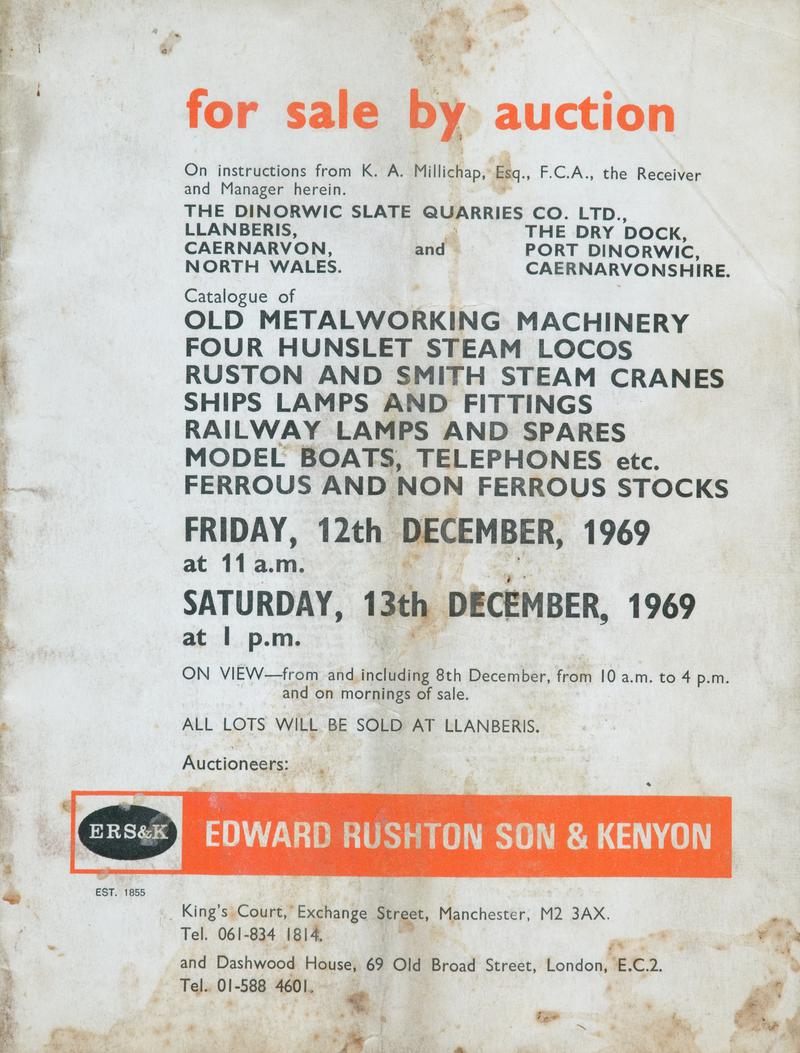 for sale by auction
On instructions from K. A. Millichap, Esq., F.C.A., the Receiver
and Manager herein.
THE DINORWIC SLATE QUARRIES CO. LTD.,
LLANBERIS, THE DRY DOCK,
CAERNARVON, and PORT DINORWIC,
NORTH WALES. CAERNARVONSHIRE.
Catalogue of
OLD METALWORKING MACHINERY
FOUR HUNSLET STEAM LOCOS
RUSTON AND SMITH STEAM CRANES
SHIPS LAMPS AND FITTINGS
RAILWAY LAMPS AND SPARES
MODEL BOATS, TELEPHONES etc.
FERROUS AND NON FERROUS STOCKS
FRIDAY, 12th DECEMBER, 1969
at 11 a.m.
SATURDAY, 13th DECEMBER, 1969
at 1 p.m.
ON VIEW—from and including 8th December, from 10 a.m. to 4 p.m.
and on mornings of sale.
ALL LOTS WILL BE SOLD AT LLANBERIS.
Auctioneers:
ERS&K EDWARD RUSHTON SON & KENYON
EST. 1855
King's Court, Exchange Street, Manchester, M2 3AX.
Tel. 061-834 1814.
and Dashwood House, 69 Old Broad Street, London, E.C.2.
Tel. 01-588 4601.